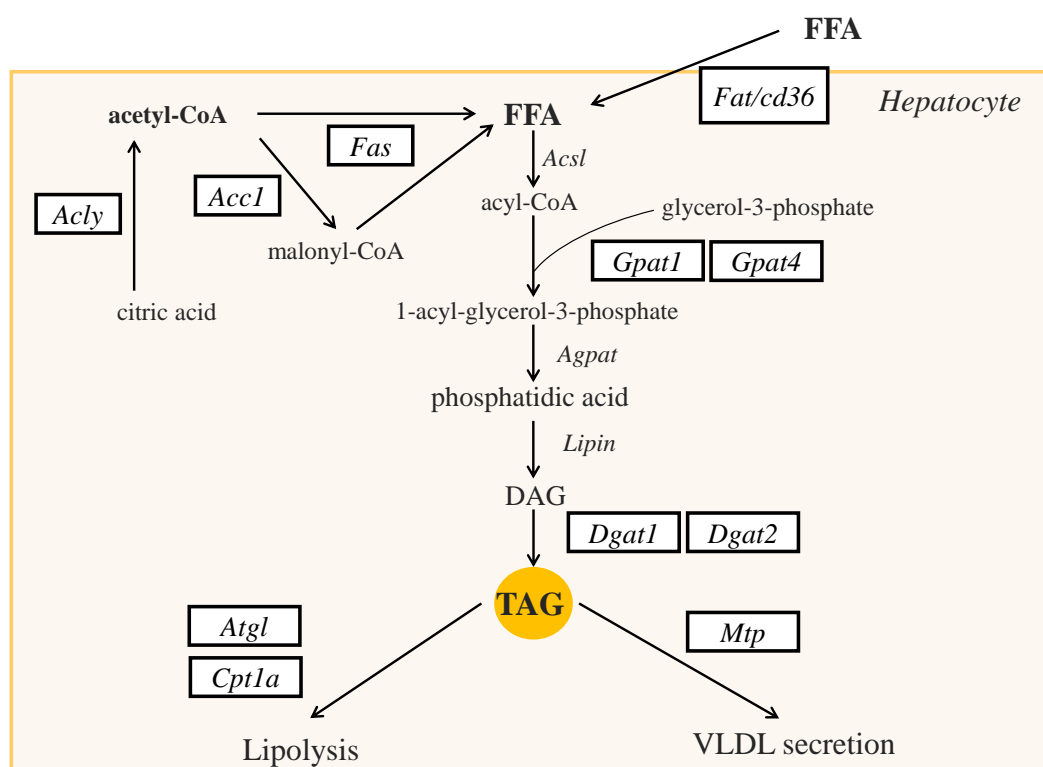 FFA
Fat/cd36
Hepatocyte
acetyl-CoA
FFA
Fas
Acsl
Acly
Acc1
acyl-CoA
glycerol-3-phosphate
malonyl-CoA
Gpat1
Gpat4
citric acid
1-acyl-glycerol-3-phosphate
Agpat
phosphatidic acid
Lipin
DAG
Dgat1
Dgat2
TAG
Atgl
Mtp
Cpt1a
Lipolysis
VLDL secretion